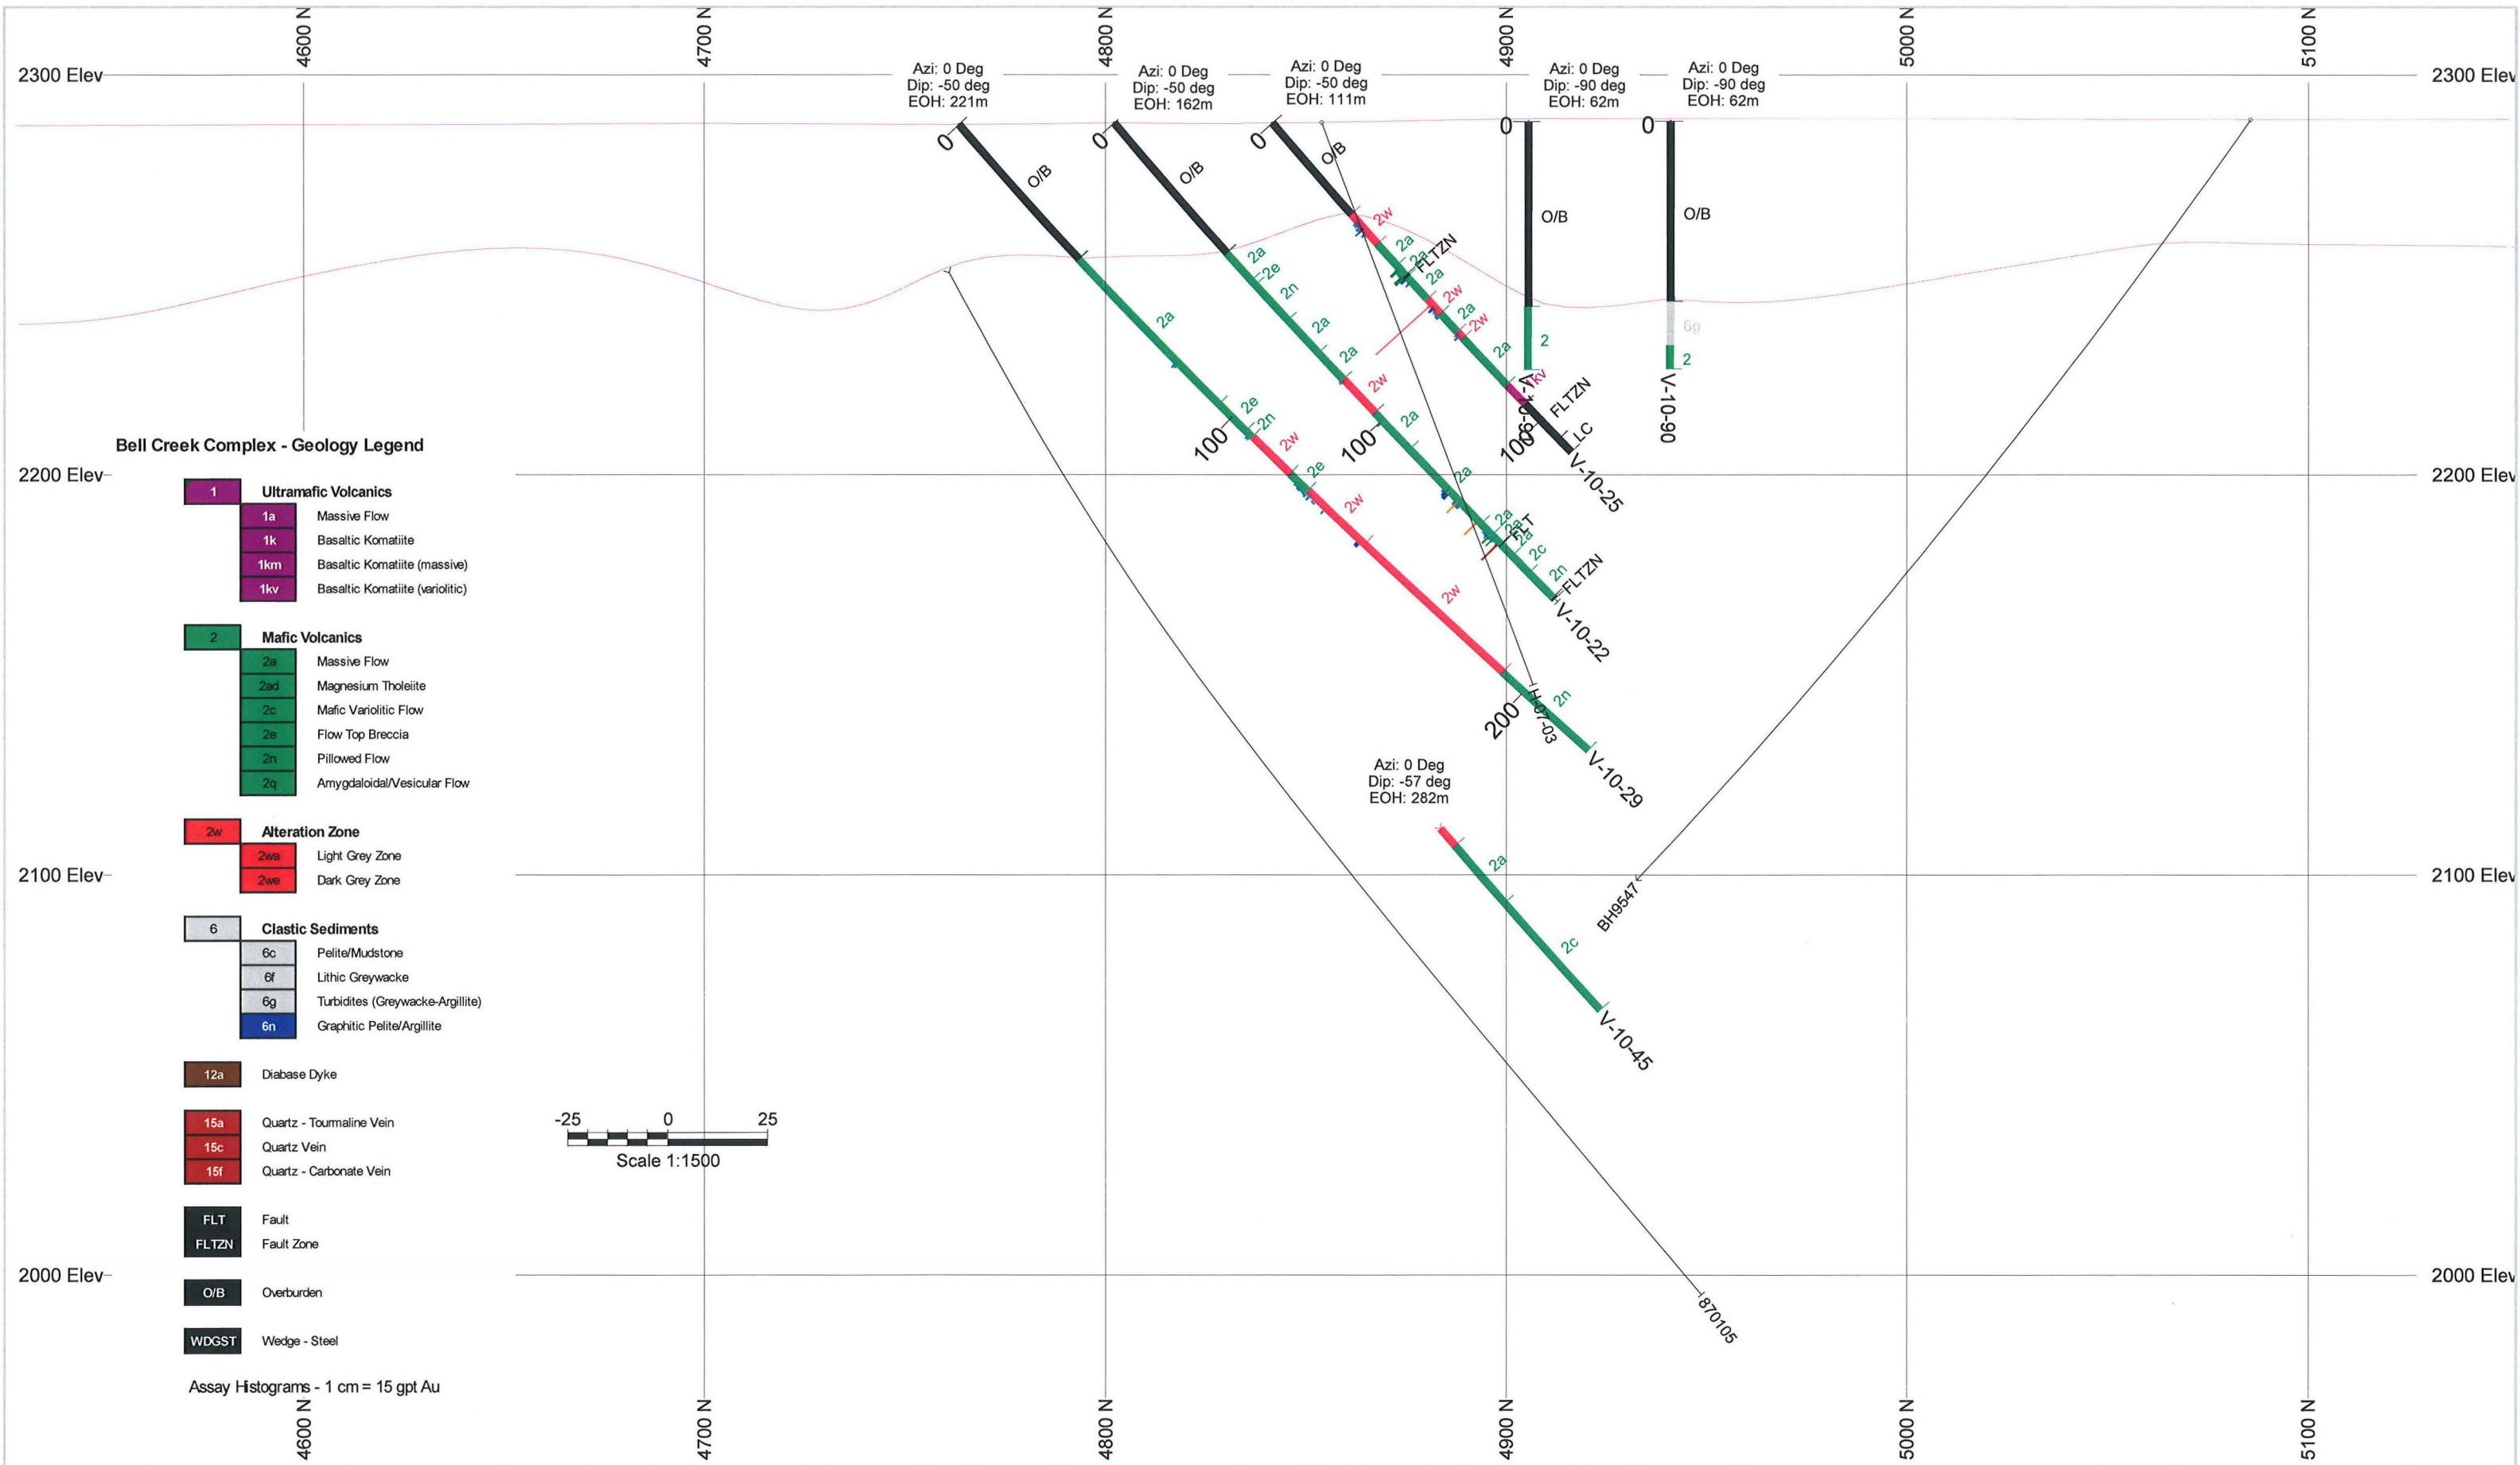 4600 N
4700 N
4800 N
4900 N
5000 N
5100 N
2300 Elev
2300 Elev
Azi: 0 Deg
Dip: -50 deg
EOH: 221m
Azi: 0 Deg
Dip: -50 deg
EOH: 162m
Azi: 0 Deg
Dip: -50 deg
EOH: 111m
Azi: 0 Deg
Dip: -90 deg
EOH: 62m
Azi: 0 Deg
Dip: -90 deg
EOH: 62m
0
O/B
2a
2e
2n
100
2w
2e
2w
2w
200
2n
V-10-29
0
O/B
2a
2e
2n
2a
2a
2w
100
2a
2a
2a
2a
FLT
2a
2c
2n
FLTZN
V-10-22
0
O/B
2w
2a
2a
FLTZN
2a
2w
2a
2w
2a
1kv
FLTZN
100
LC
V-10-25
0
O/B
2
0
O/B
6g
2
V-10-90
H-07-03
Azi: 0 Deg
Dip: -57 deg
EOH: 282m
2a
2c
V-10-45
BH9547
870105
2200 Elev
2200 Elev
2100 Elev
2100 Elev
2000 Elev
2000 Elev
Bell Creek Complex - Geology Legend
1 Ultramafic Volcanics
1a Massive Flow
1k Basaltic Komatiite
1km Basaltic Komatiite (massive)
1kv Basaltic Komatiite (variolitic)
2 Mafic Volcanics
2a Massive Flow
2ad Magnesium Tholeiite
2c Mafic Variolitic Flow
2e Flow Top Breccia
2n Pillowed Flow
2q Amygdaloidal/Vesicular Flow
2w Alteration Zone
2wa Light Grey Zone
2we Dark Grey Zone
6 Clastic Sediments
6c Pelite/Mudstone
6f Lithic Greywacke
6g Turbidites (Greywacke-Argillite)
6n Graphitic Pelite/Argillite
12a Diabase Dyke
15a Quartz - Tourmaline Vein
15c Quartz Vein
15f Quartz - Carbonate Vein
FLT Fault
FLTZN Fault Zone
O/B Overburden
WDGST Wedge - Steel
Assay Histograms - 1 cm = 15 gpt Au
-25 0 25
Scale 1:1500
4600 N
4700 N
4800 N
4900 N
5000 N
5100 N